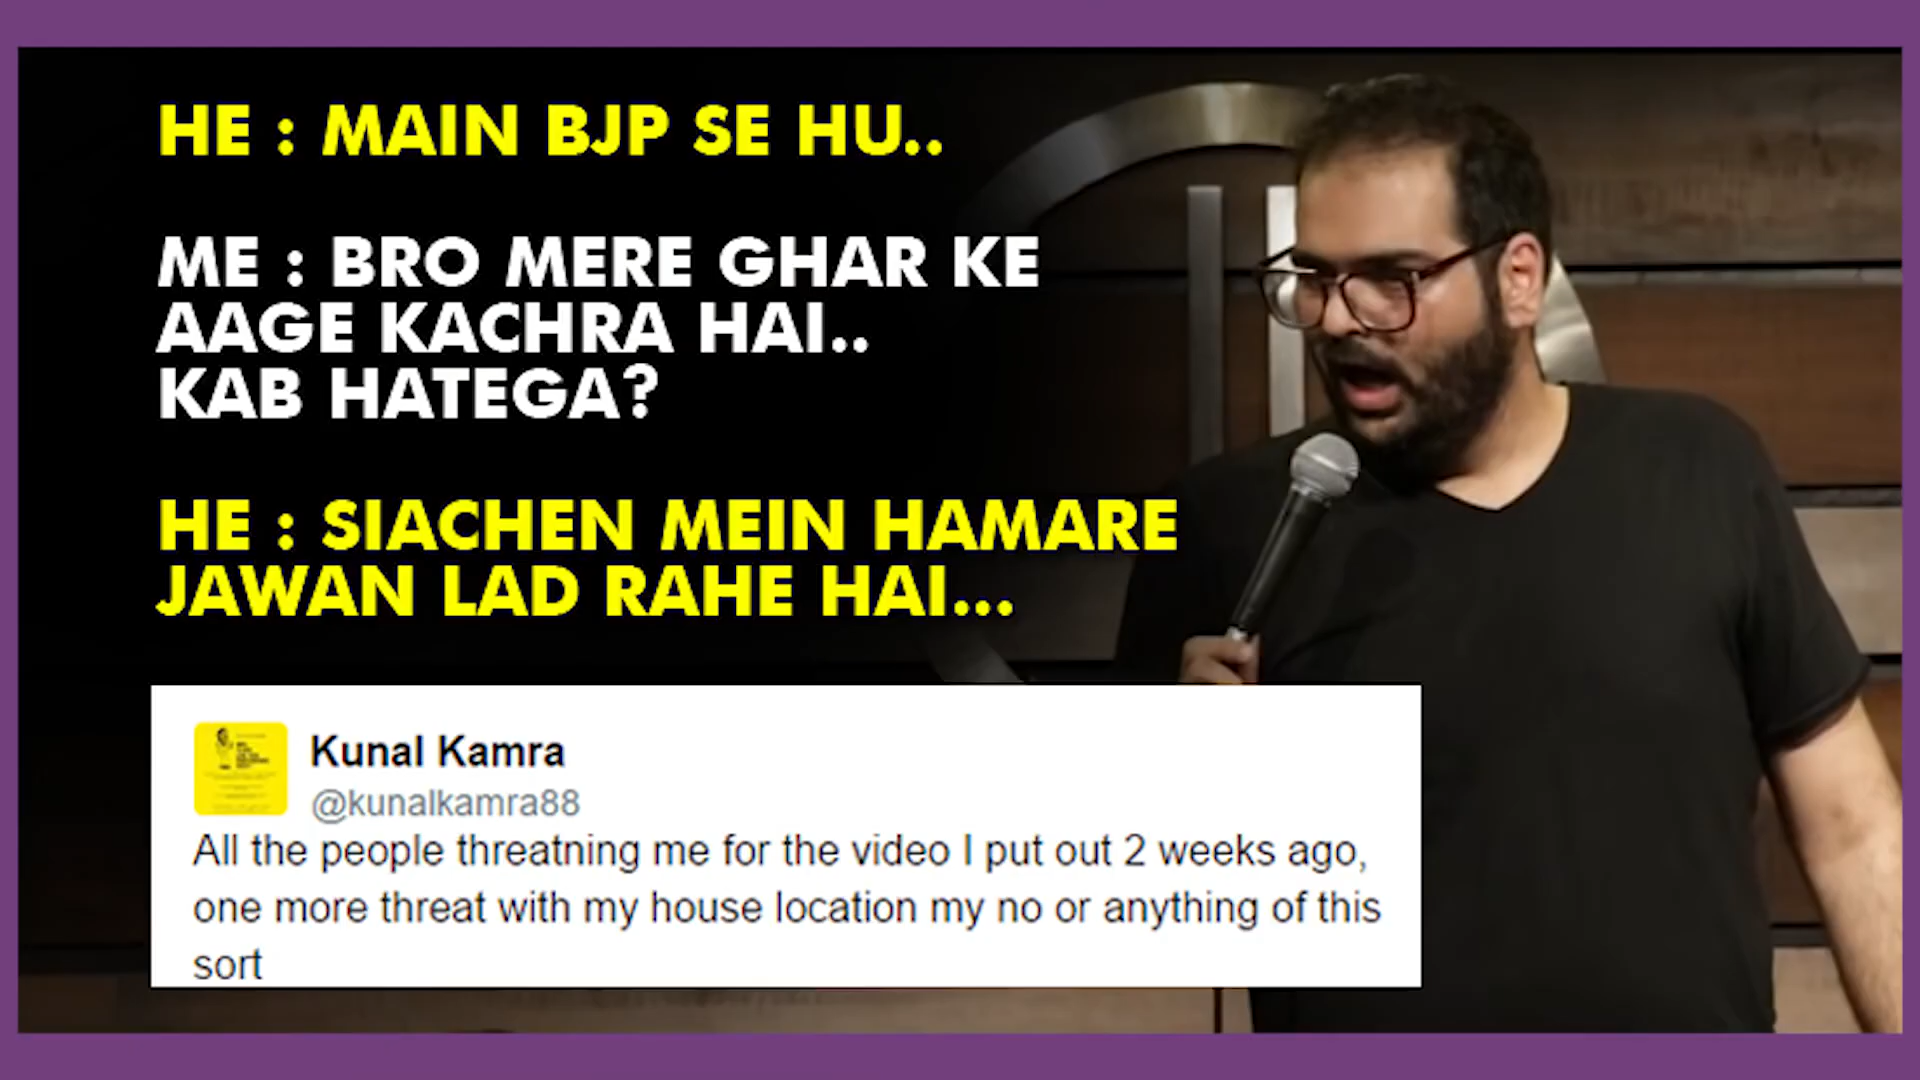 HE : MAIN BJP SE HU..
ME : BRO MERE GHAR KE
AAGE KACHRA HAI..
KAB HATEGA?
HE : SIACHEN MEIN HAMARE
JAWAN LAD RAHE HAI...
Kunal Kamra
@kunalkamra88
All the people threatning me for the video I put out 2 weeks ago,
one more threat with my house location my no or anything of this
sort